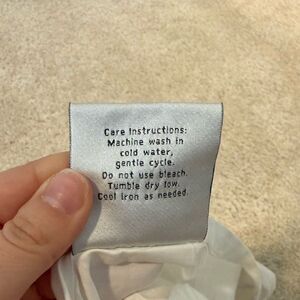 Care Instructions:
Machine wash in
cold water,
gentle cycle.
Do not use bleach.
Tumble dry low.
Cool iron as needed.